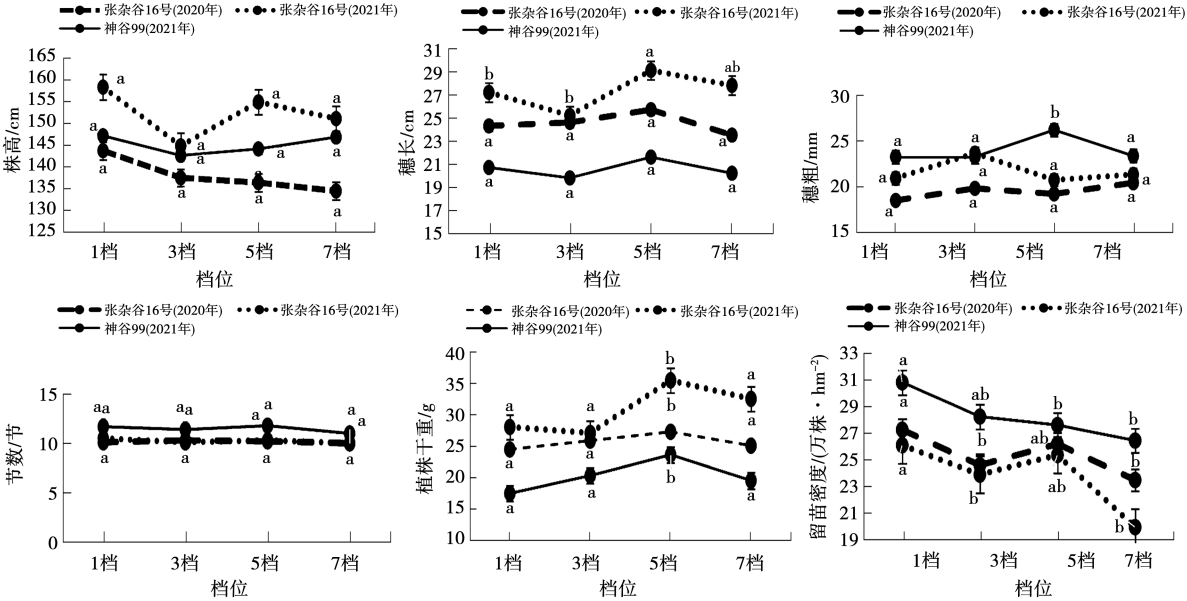 张杂谷16号(2020年) 张杂谷16号(2021年)
神谷99(2021年)
株高/cm
165
160
155
150
145
140
135
130
125
a a a a
a a a a
a a a a
1档 3档 5档 7档
档位
张杂谷16号(2020年) 张杂谷16号(2021年)
神谷99(2021年)
穗长/cm
31
29
27
25
23
21
19
17
15
b b a ab
a a a a
a a a a
1档 3档 5档 7档
档位
张杂谷16号(2020年) 张杂谷16号(2021年)
神谷99(2021年)
穗粗/mm
30
25
20
15
a a b a
a a a a
a a a a
1档 3档 5档 7档
档位
张杂谷16号(2020年) 张杂谷16号(2021年)
神谷99(2021年)
节数/节
15
10
5
0
aa aa a a a a
a a a a
1档 3档 5档 7档
档位
张杂谷16号(2020年) 张杂谷16号(2021年)
神谷99(2021年)
植株干重/g
40
35
30
25
20
15
10
a a b a
a a b a
a a b a
1档 3档 5档 7档
档位
张杂谷16号(2020年) 张杂谷16号(2021年)
神谷99(2021年)
留苗密度/(万株·hm-2)
33
31
29
27
25
23
21
19
a ab b b
a b ab b
a b ab b
1档 3档 5档 7档
档位